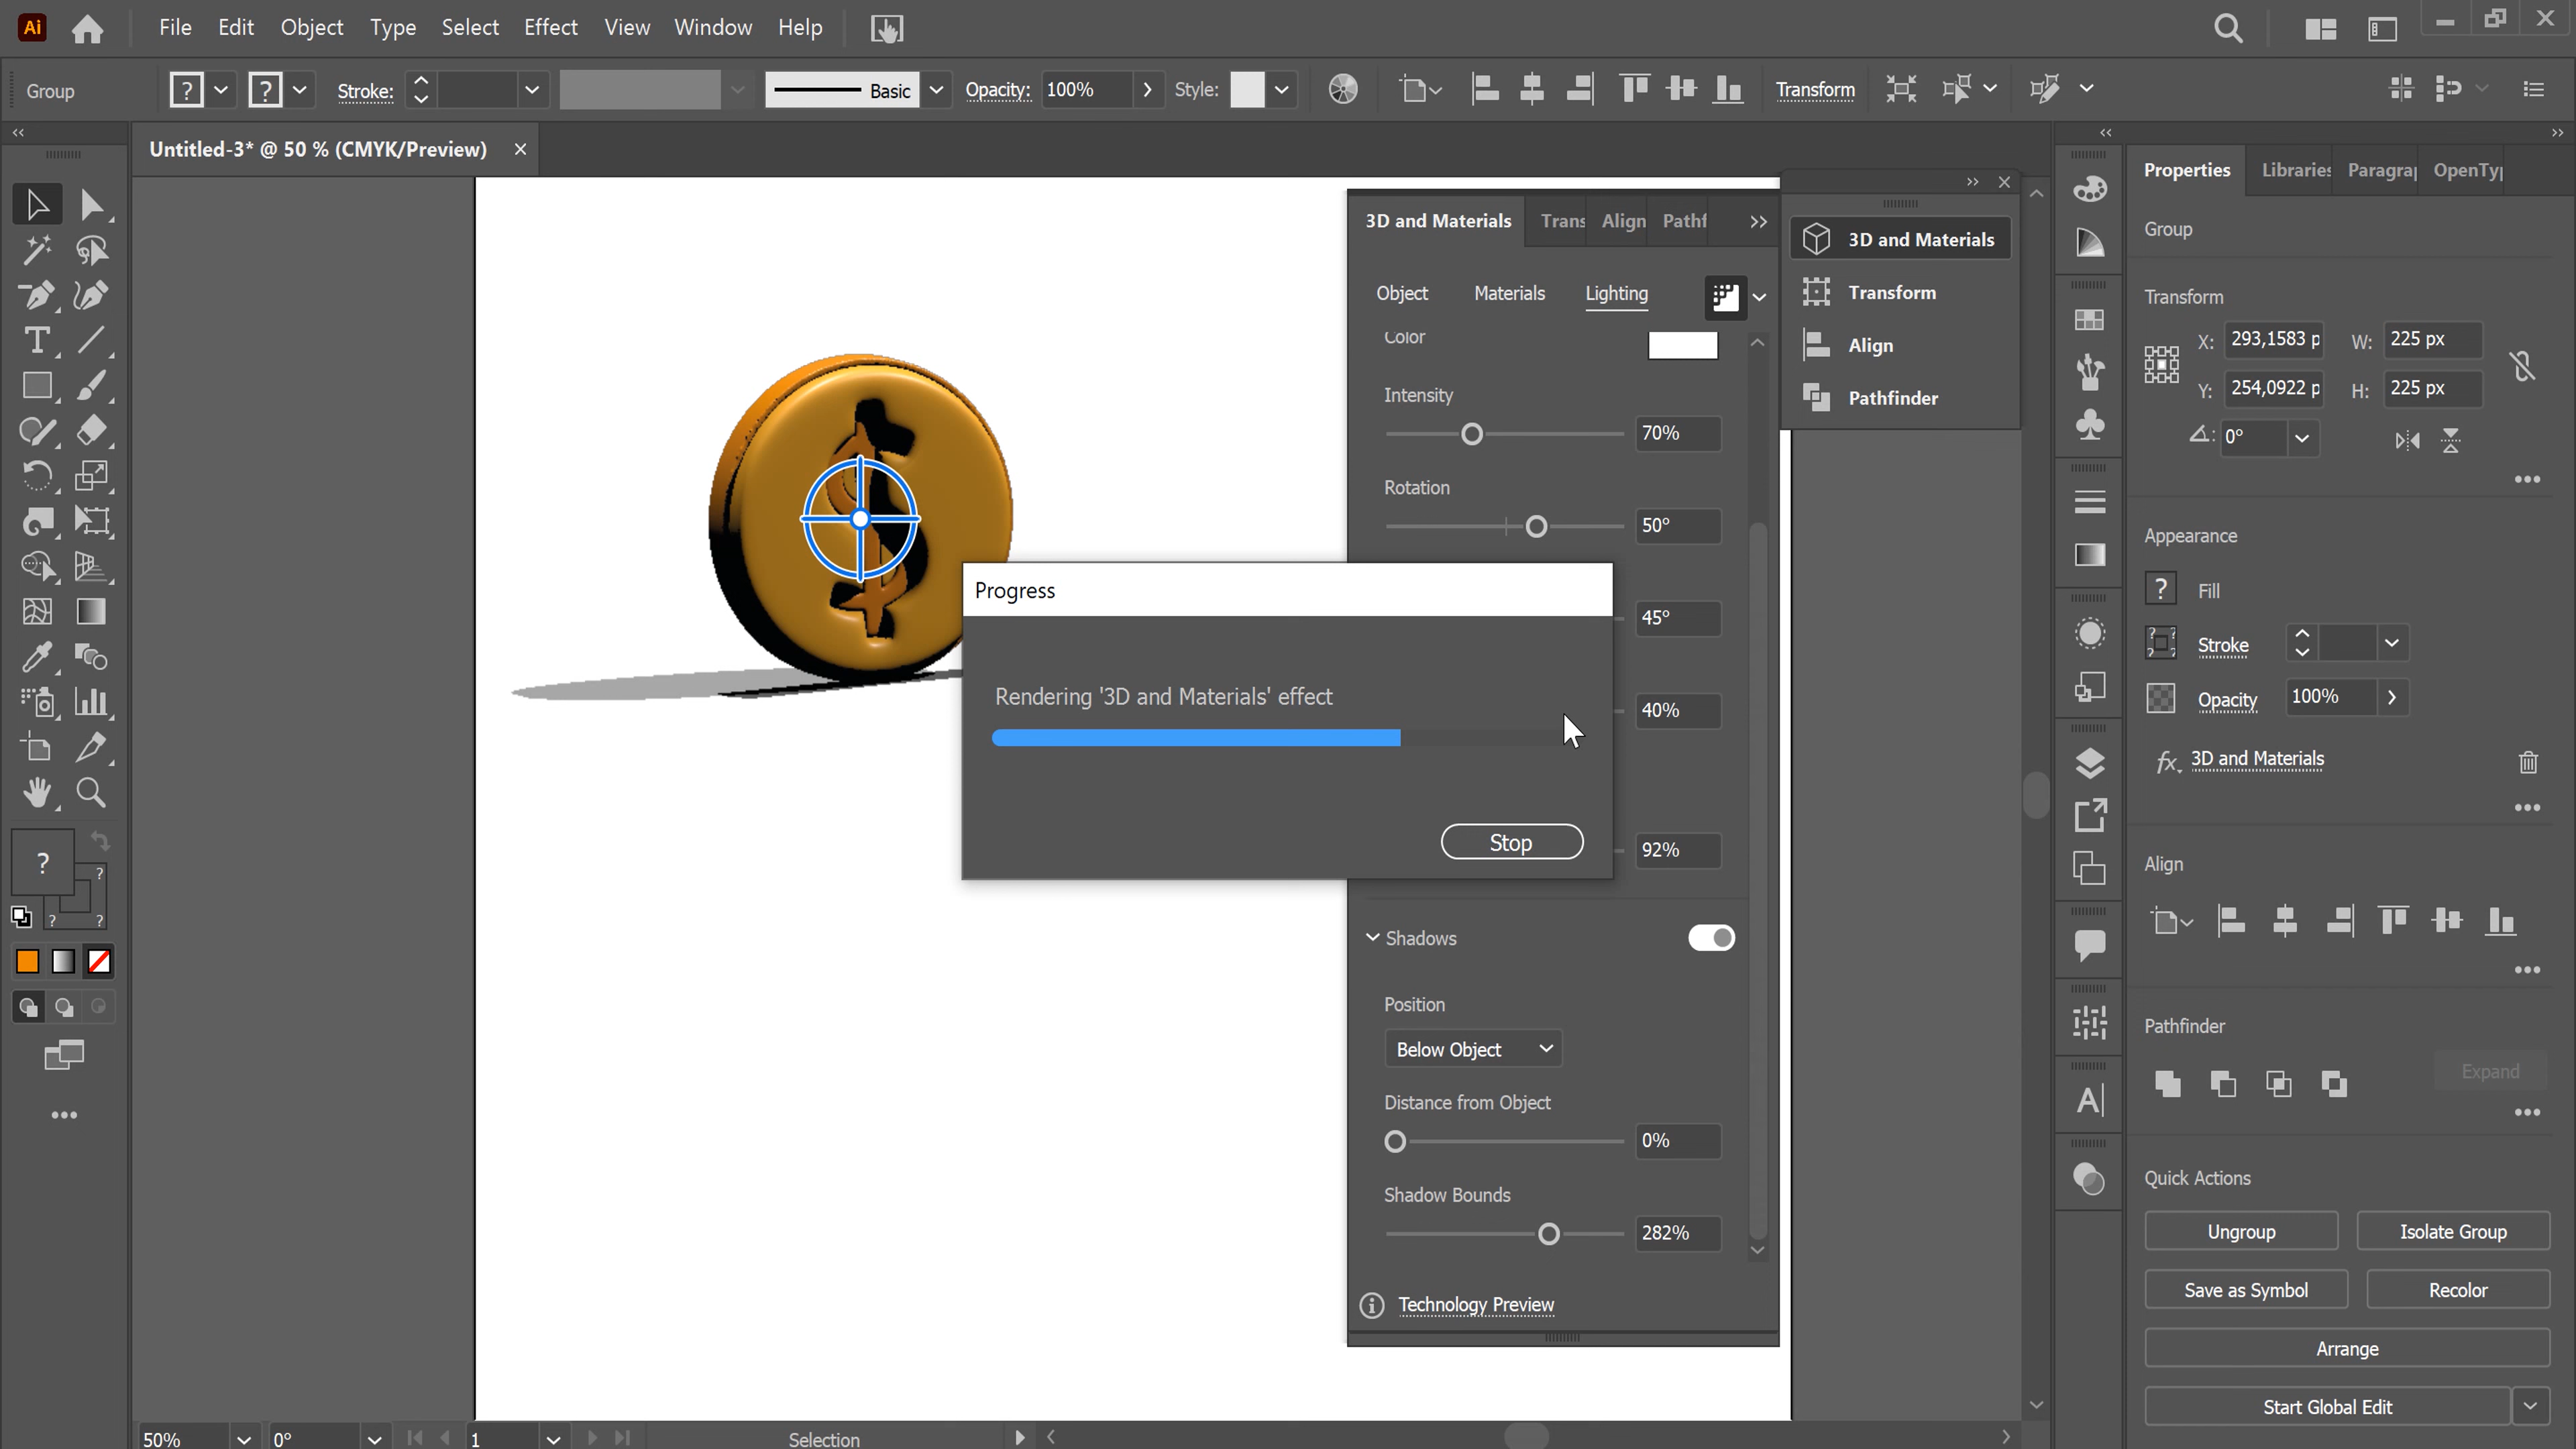 Ai File Edit Object Type Select Effect View Window Help
Group ? ? Stroke: Basic Opacity: 100% Style: Transform
Untitled-3* @ 50 % (CMYK/Preview)
3D and Materials Trans Align Pathf
Object Materials Lighting
Color
Intensity
70%
Rotation
50°
45°
40%
92%
Progress
Rendering '3D and Materials' effect
Stop
Shadows
Position
Below Object
Distance from Object
0%
Shadow Bounds
282%
Technology Preview
3D and Materials
Transform
Align
Pathfinder
Properties Libraries Paragra OpenTy
Group
Transform
X: 293,1583 p W: 225 px
Y: 254,0922 p H: 225 px
0°
Appearance
? Fill
Stroke
Opacity 100%
fx 3D and Materials
Align
Pathfinder
Expand
Quick Actions
Ungroup Isolate Group
Save as Symbol Recolor
Arrange
Start Global Edit
50% 0° 1 Selection